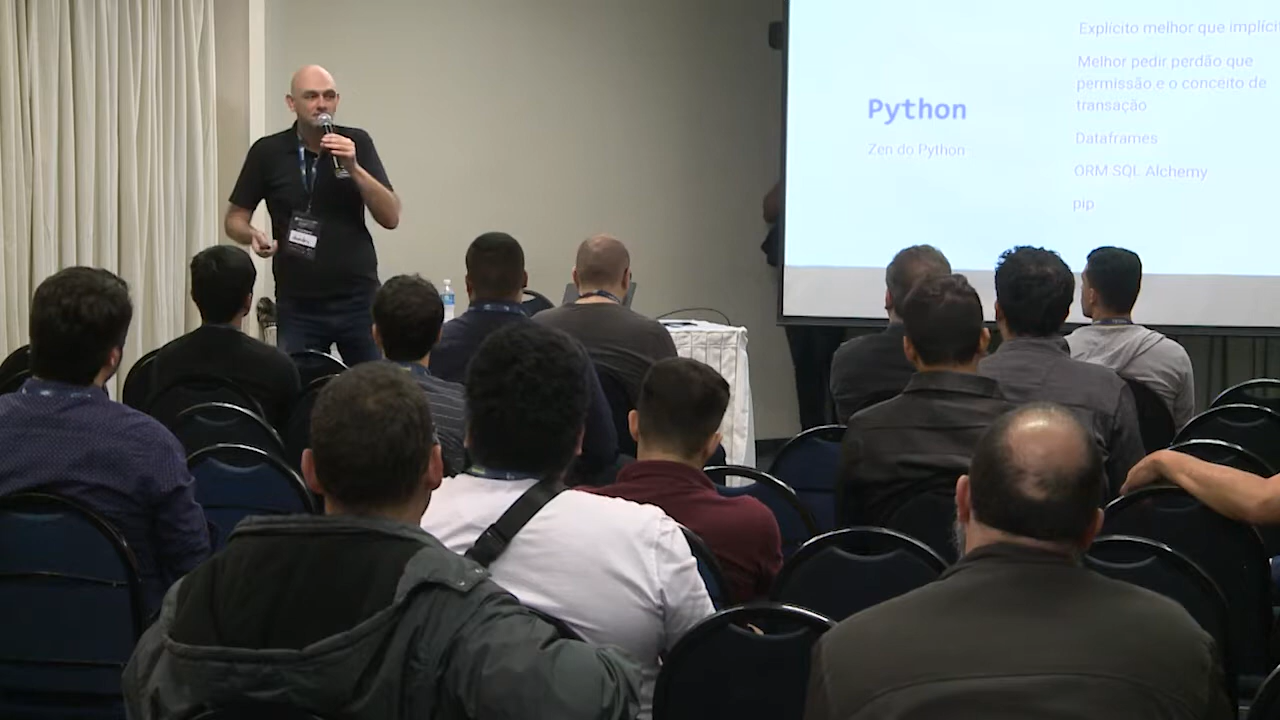 Python
Zen do Python
Explícito melhor que implíci
Melhor pedir perdão que
permissão e o conceito de
transação
Dataframes
ORM SQL Alchemy
pip